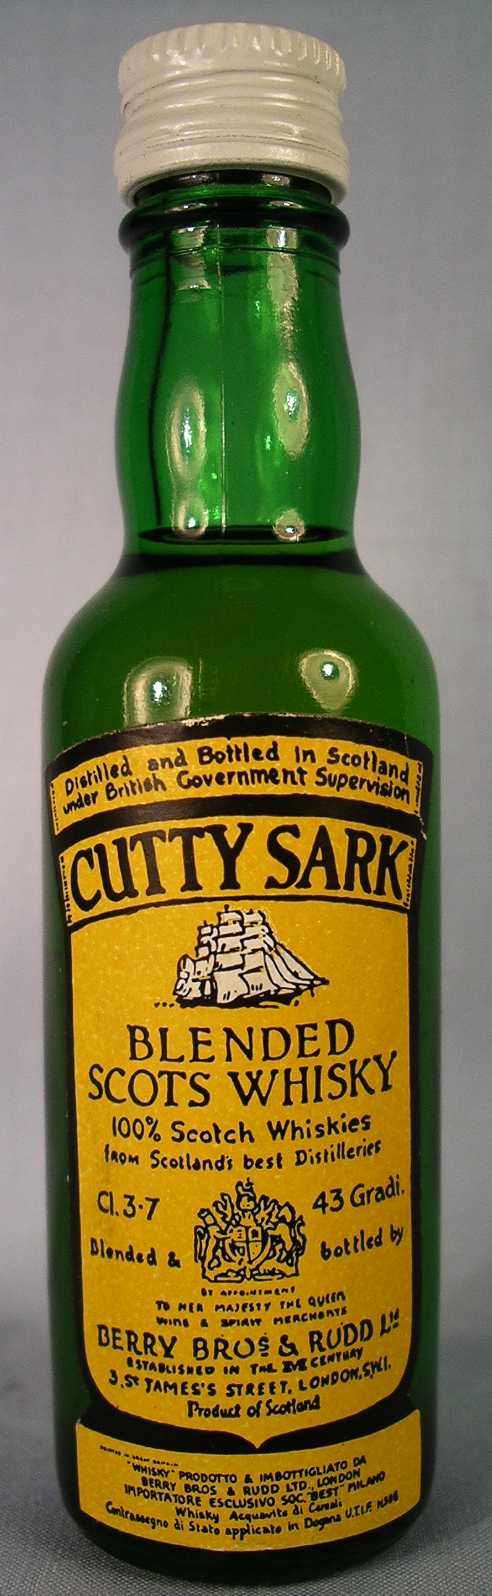 Distilled and Bottled in Scotland
under British Government Supervision
CUTTY SARK
BLENDED
SCOTS WHISKY
100% Scotch Whiskies
from Scotland's best Distilleries
Cl. 3·7 43 Gradi.
Blended & bottled by
BY APPOINTMENT
TO HER MAJESTY THE QUEEN
WINE & SPIRIT MERCHANTS
BERRY BROS & RUDD Ltd
ESTABLISHED IN THE XVII CENTURY
3, St JAMES'S STREET, LONDON, S.W.1.
Product of Scotland
PRINTED IN GREAT BRITAIN
"WHISKY" PRODOTTO & IMBOTTIGLIATO DA
BERRY BROS & RUDD LTD., LONDON
IMPORTATORE ESCLUSIVO SOC. "BEST" MILANO
Whisky Acquavite di Cereali
Contrassegno di Stato applicato in Dogana U.T.I.F.